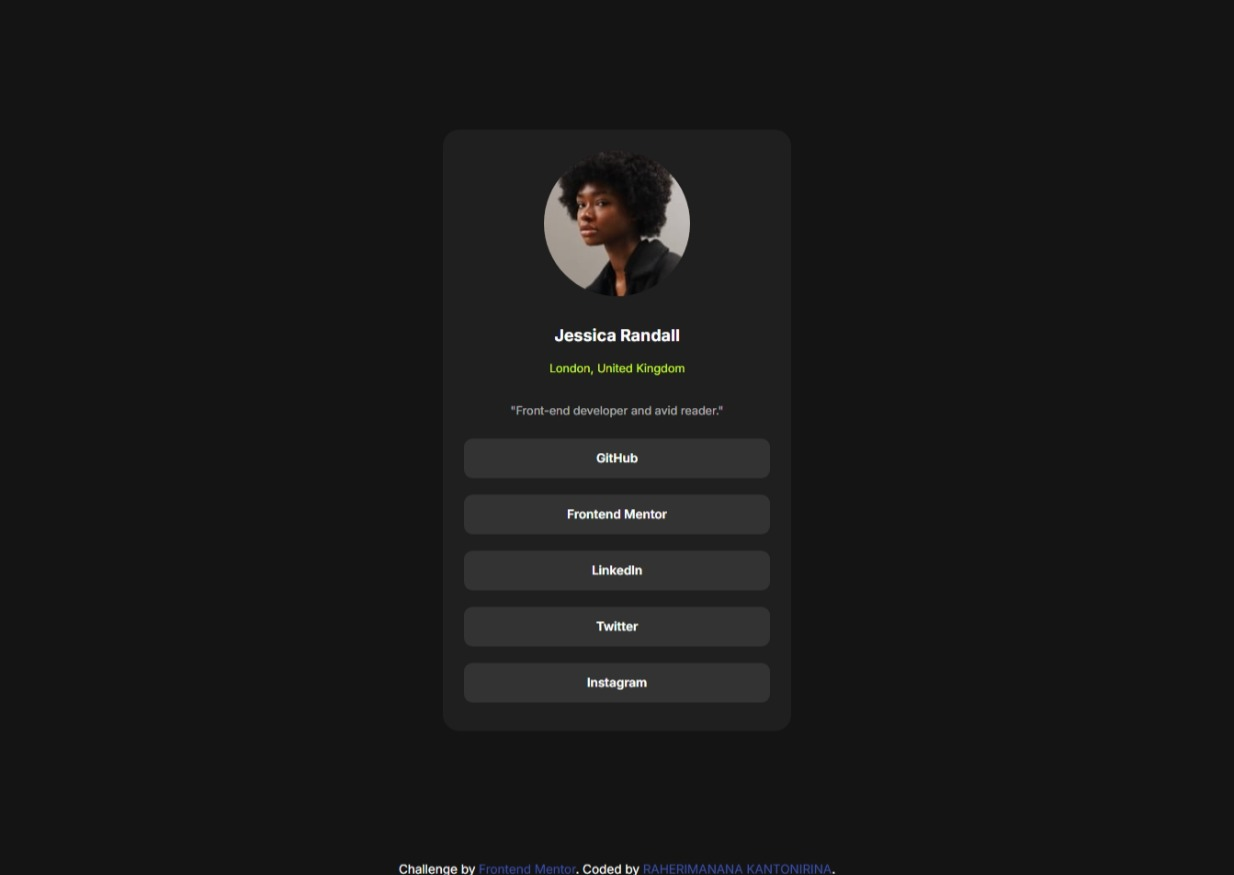 Jessica Randall
London, United Kingdom
"Front-end developer and avid reader."
GitHub
Frontend Mentor
LinkedIn
Twitter
Instagram
Challenge by Frontend Mentor. Coded by RAHERIMANANA KANTONIRINA.